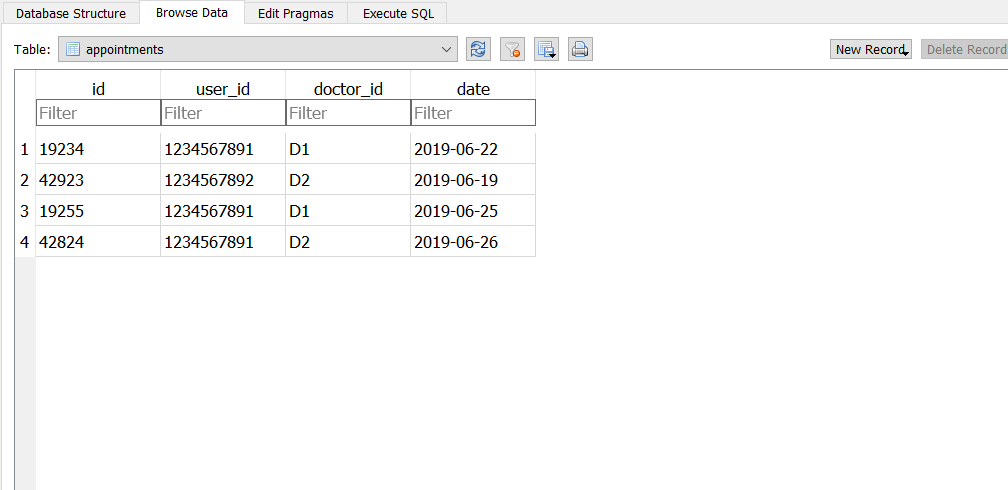 Database Structure Browse Data Edit Pragmas Execute SQL
Table: appointments New Record Delete Record
id user_id doctor_id date
Filter Filter Filter Filter
1 19234 1234567891 D1 2019-06-22
2 42923 1234567892 D2 2019-06-19
3 19255 1234567891 D1 2019-06-25
4 42824 1234567891 D2 2019-06-26